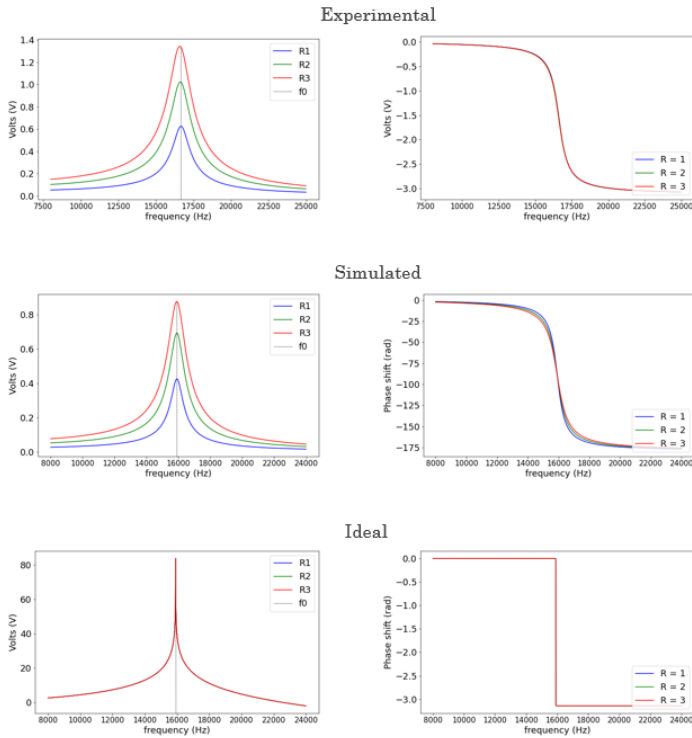 Experimental
Volts (V)
1.4
1.2
1.0
0.8
0.6
0.4
0.2
0.0
R1
R2
R3
f0
7500 10000 12500 15000 17500 20000 22500 25000
frequency (Hz)
Volts (V)
0.0
−0.5
−1.0
−1.5
−2.0
−2.5
−3.0
R = 1
R = 2
R = 3
7500 10000 12500 15000 17500 20000 22500 25000
frequency (Hz)
Simulated
Volts (V)
0.8
0.6
0.4
0.2
0.0
R1
R2
R3
f0
8000 10000 12000 14000 16000 18000 20000 22000 24000
frequency (Hz)
Phase shift (rad)
0
−25
−50
−75
−100
−125
−150
−175
R = 1
R = 2
R = 3
8000 10000 12000 14000 16000 18000 20000 22000 24000
frequency (Hz)
Ideal
Volts (V)
80
60
40
20
0
R1
R2
R3
f0
8000 10000 12000 14000 16000 18000 20000 22000 24000
frequency (Hz)
Phase shift (rad)
0.0
−0.5
−1.0
−1.5
−2.0
−2.5
−3.0
R = 1
R = 2
R = 3
8000 10000 12000 14000 16000 18000 20000 22000 24000
frequency (Hz)